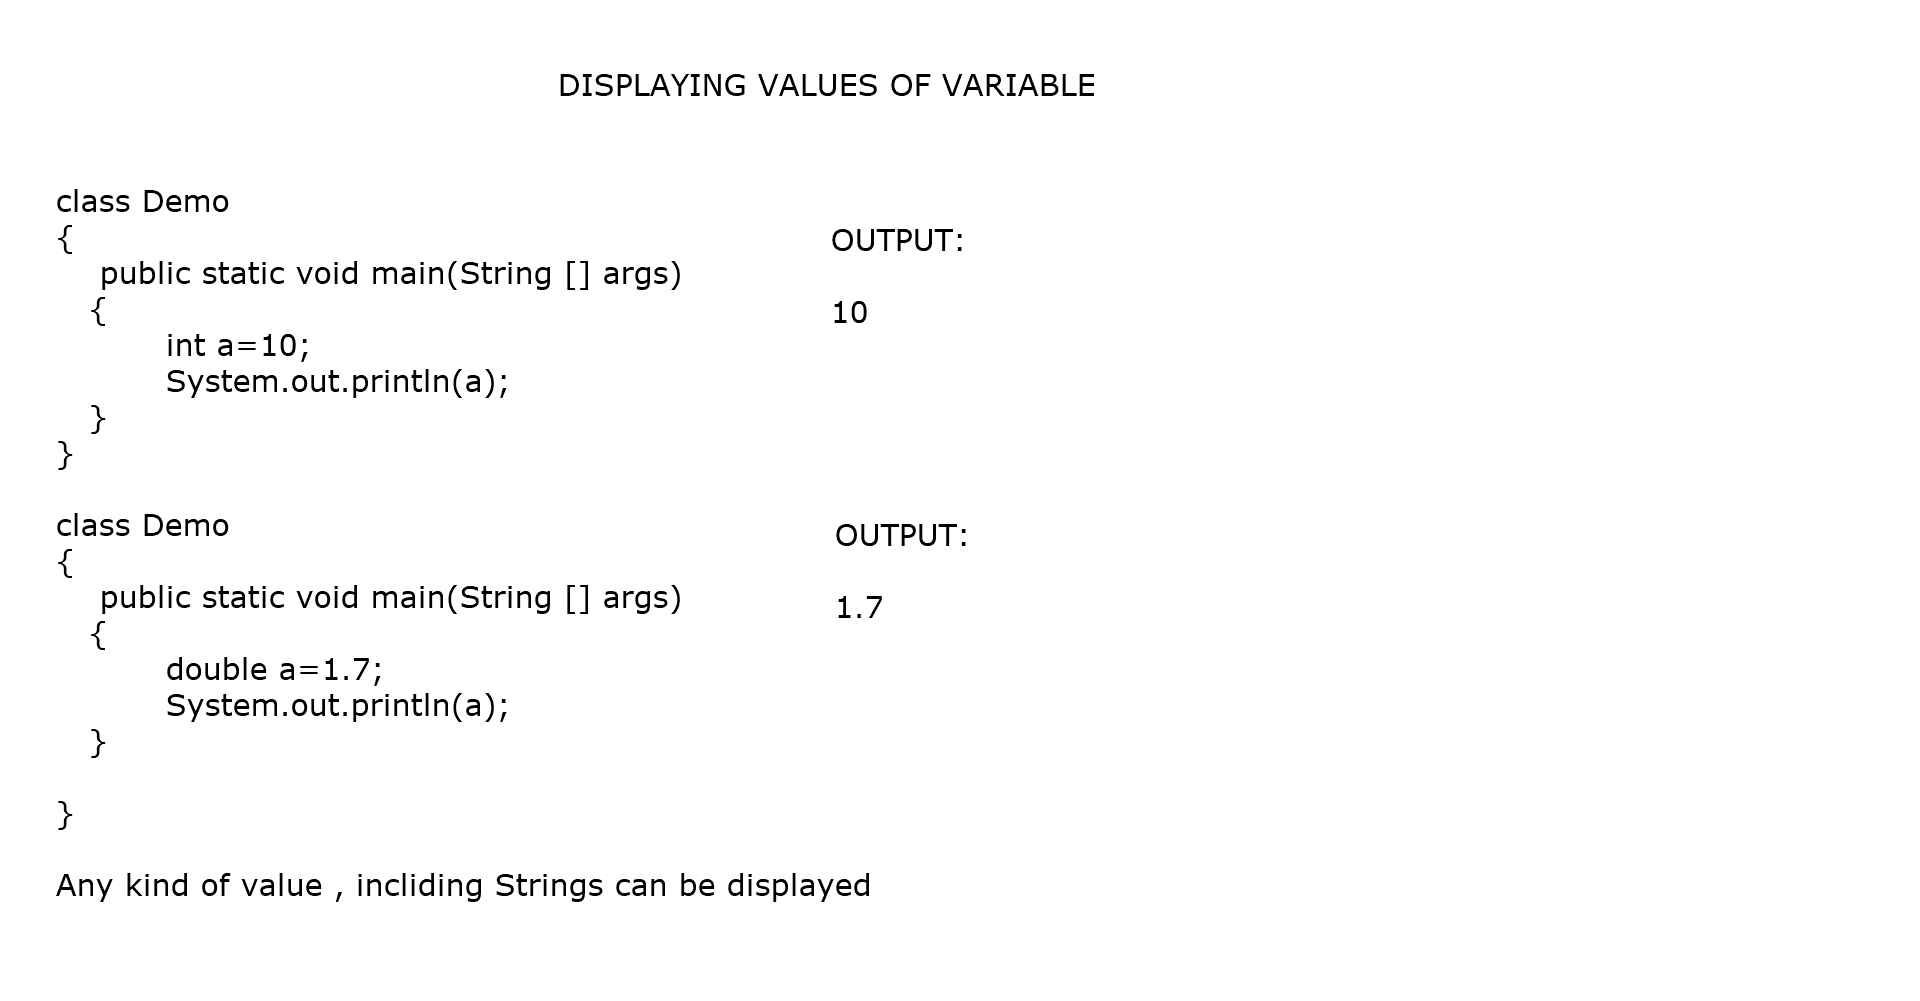 DISPLAYING VALUES OF VARIABLE
class Demo
{
public static void main(String [] args)
{
int a=10;
System.out.println(a);
}
}
OUTPUT:
10
class Demo
{
public static void main(String [] args)
{
double a=1.7;
System.out.println(a);
}
}
OUTPUT:
1.7
Any kind of value , incliding Strings can be displayed